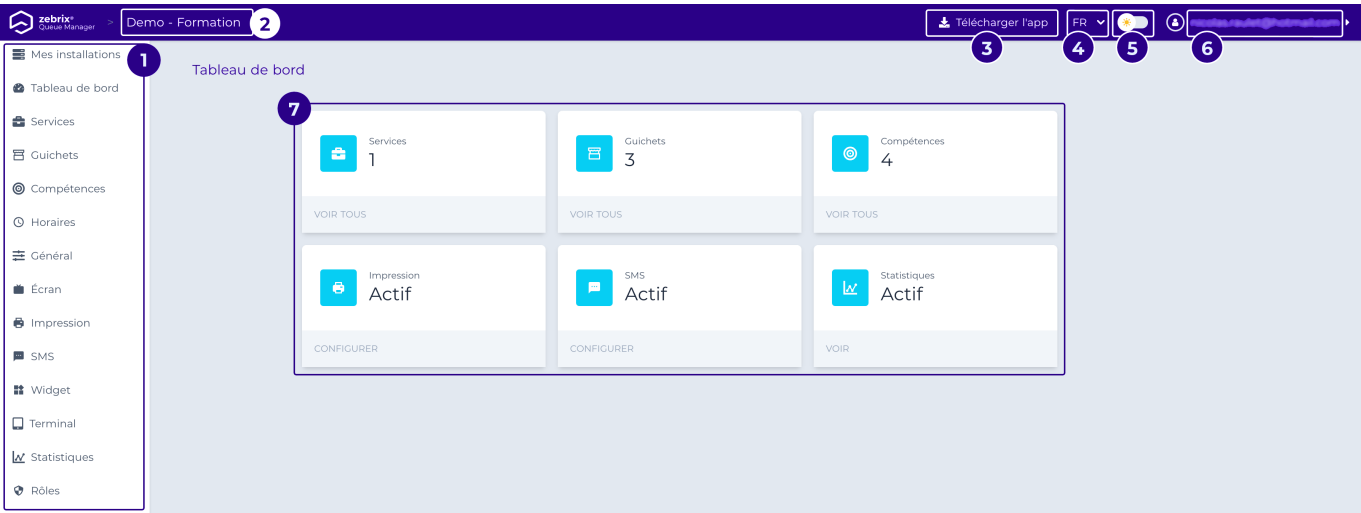 zebrix®
Queue Manager
> Demo - Formation
2
Télécharger l'app
FR
3
4
5
6
1
Mes installations
Tableau de bord
Services
Guichets
Compétences
Horaires
Général
Écran
Impression
SMS
Widget
Terminal
Statistiques
Rôles
Tableau de bord
7
Services
1
VOIR TOUS
Guichets
3
VOIR TOUS
Compétences
4
VOIR TOUS
Impression
Actif
CONFIGURER
SMS
Actif
CONFIGURER
Statistiques
Actif
VOIR